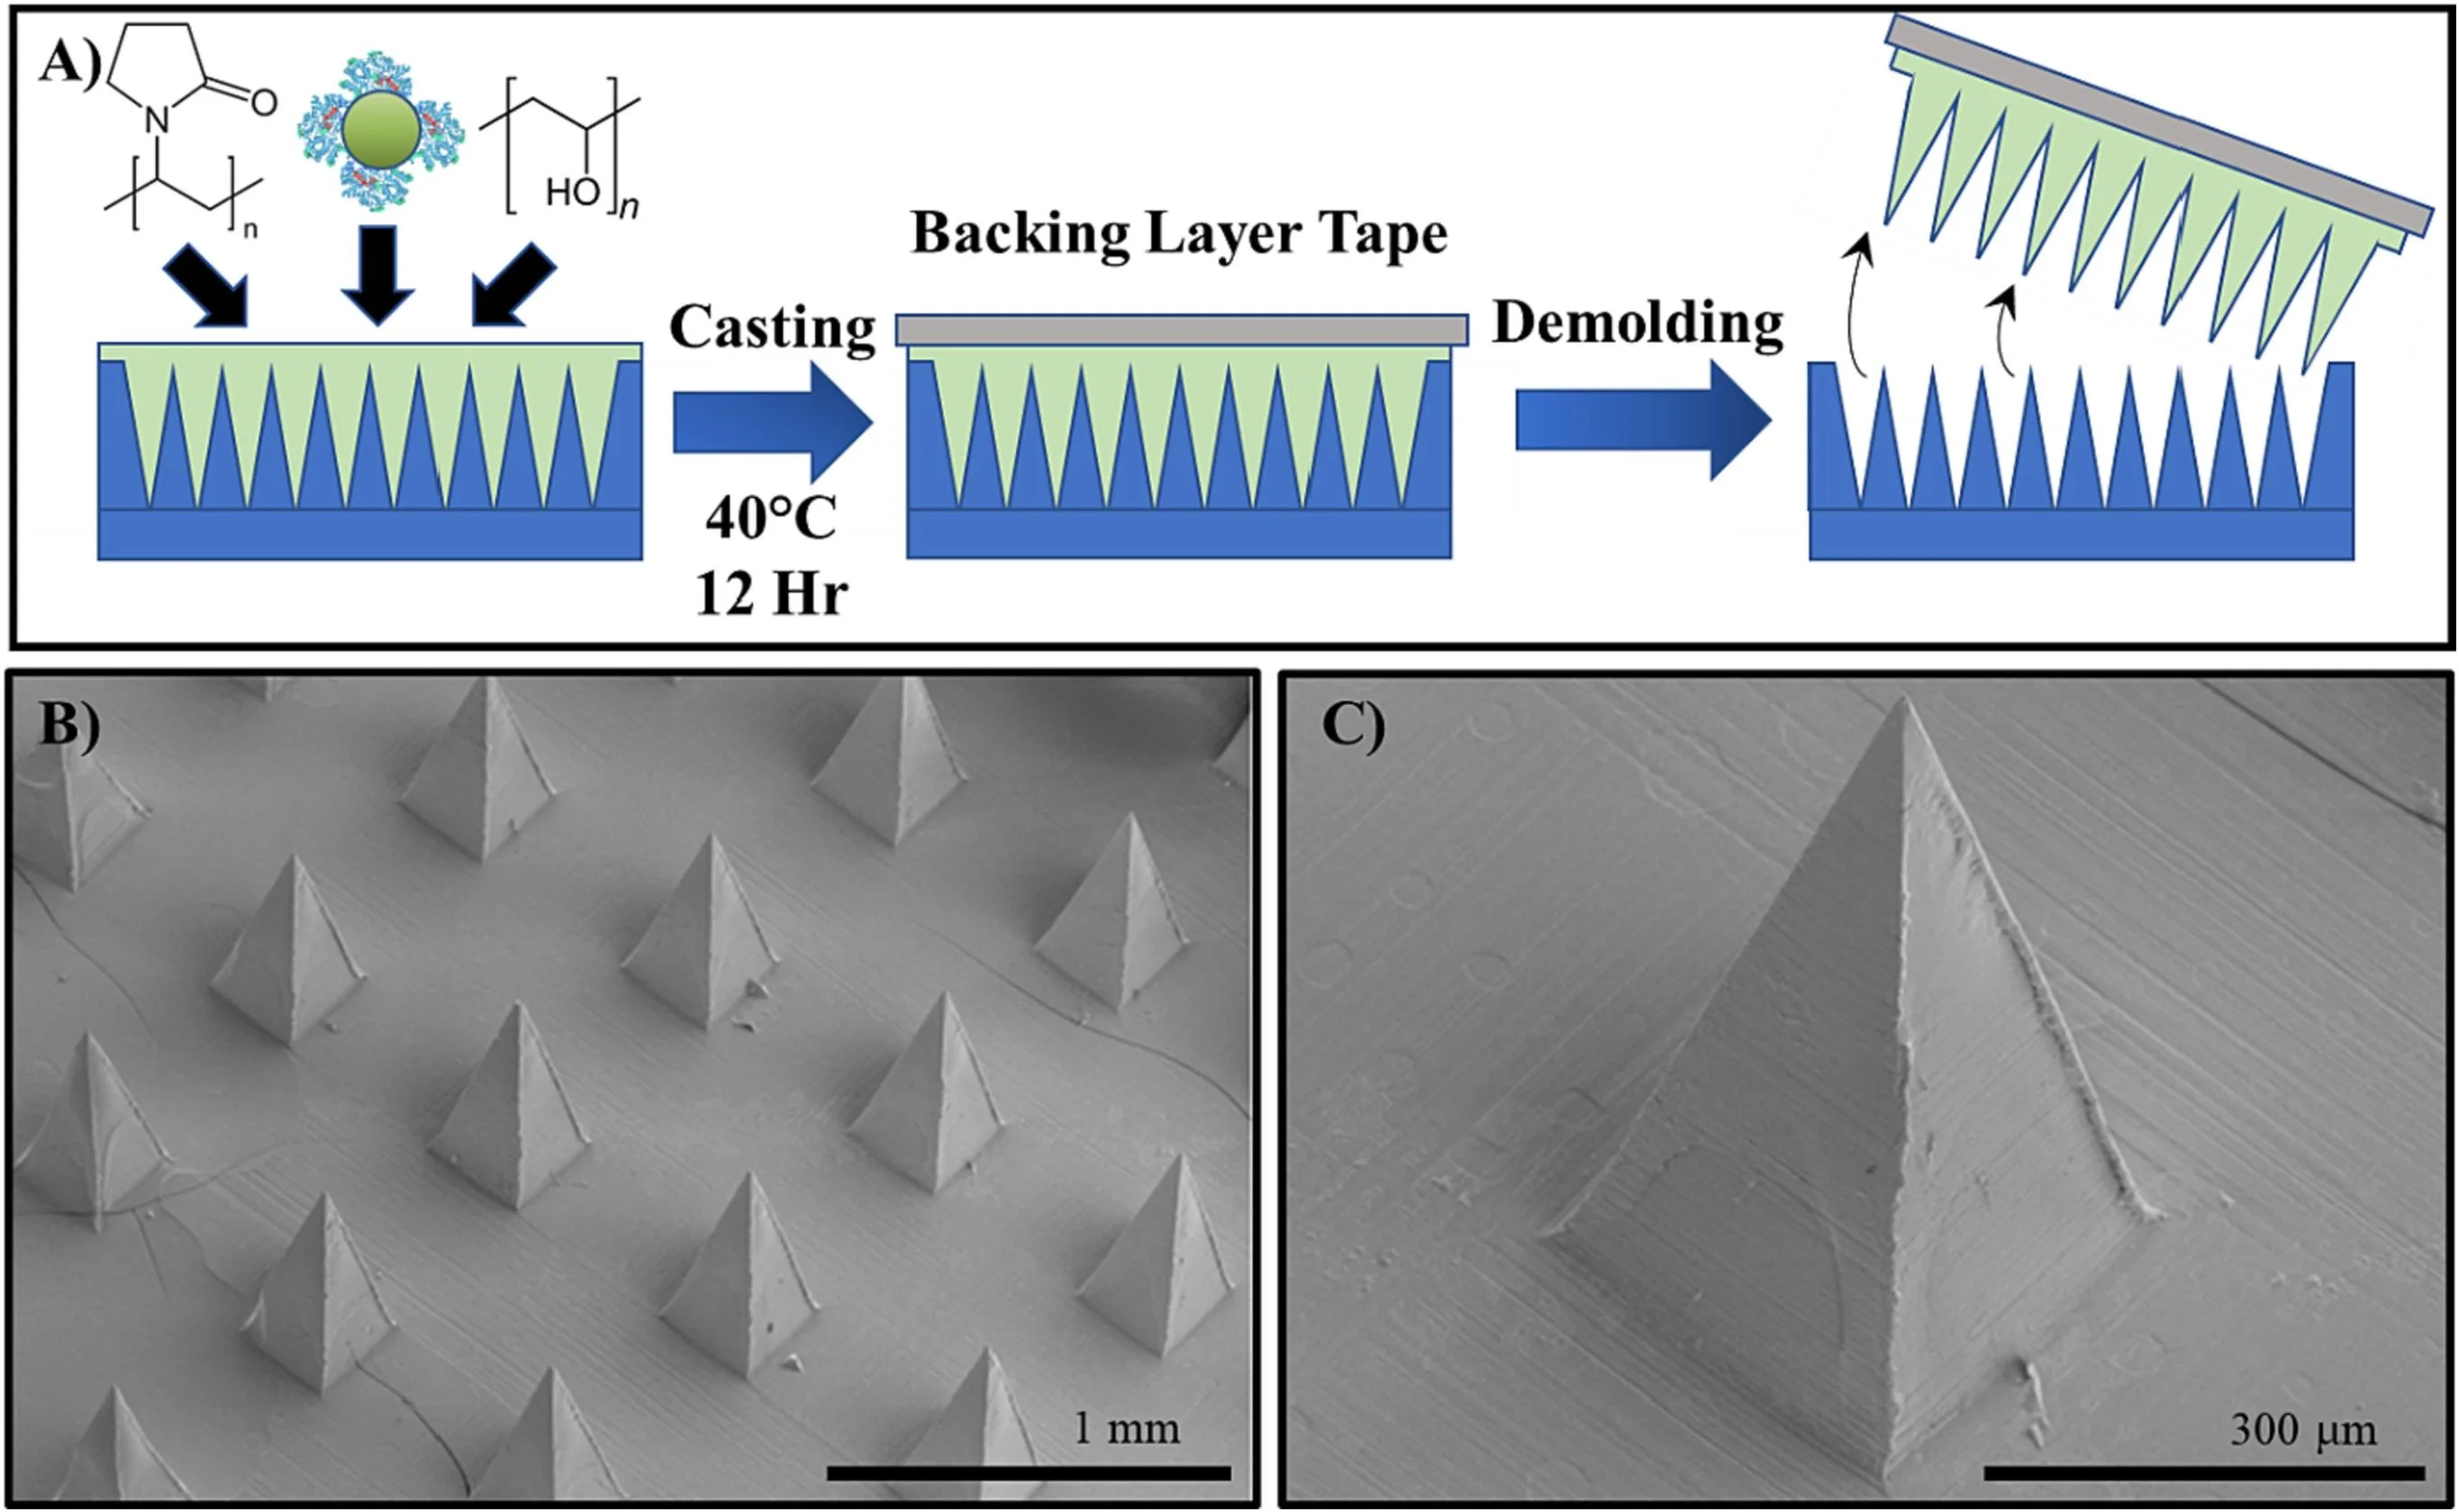 A)
O
N
n
HO
n
Backing Layer Tape
Casting
Demolding
40°C
12 Hr
B)
1 mm
C)
300 μm